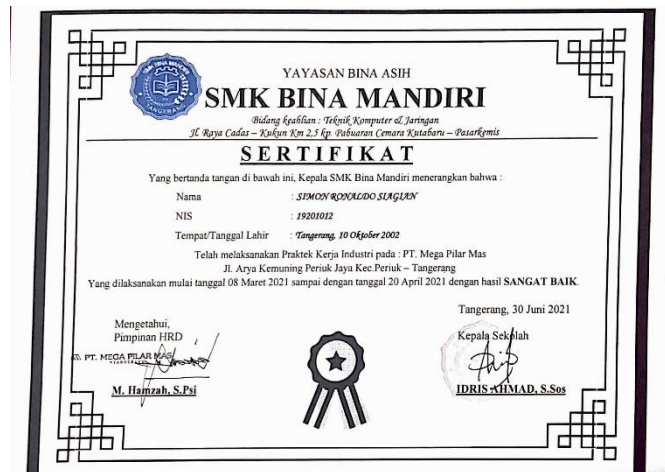 YAYASAN BINA ASIH
SMK BINA MANDIRI
TANGERANG
SMK BINA MANDIRI
Bidang keahlian : Teknik Komputer & Jaringan
Jl. Raya Cadas – Kukun Km 2,5 kp. Pabuaran Cemara Kutabaru – Pasarkemis
SERTIFIKAT
Yang bertanda tangan di bawah ini, Kepala SMK Bina Mandiri menerangkan bahwa :
Nama : SIMON RONALDO SIAGIAN
NIS : 19201012
Tempat/Tanggal Lahir : Tangerang, 10 Oktober 2002
Telah melaksanakan Praktek Kerja Industri pada : PT. Mega Pilar Mas
Jl. Arya Kemuning Periuk Jaya Kec.Periuk – Tangerang
Yang dilaksanakan mulai tanggal 08 Maret 2021 sampai dengan tanggal 20 April 2021 dengan hasil SANGAT BAIK.
Tangerang, 30 Juni 2021
Mengetahui,
Pimpinan HRD
Kepala Sekolah
PT. MEGA PILAR MAS
TANGERANG
M. Hamzah, S.Psi
IDRIS AHMAD, S.Sos